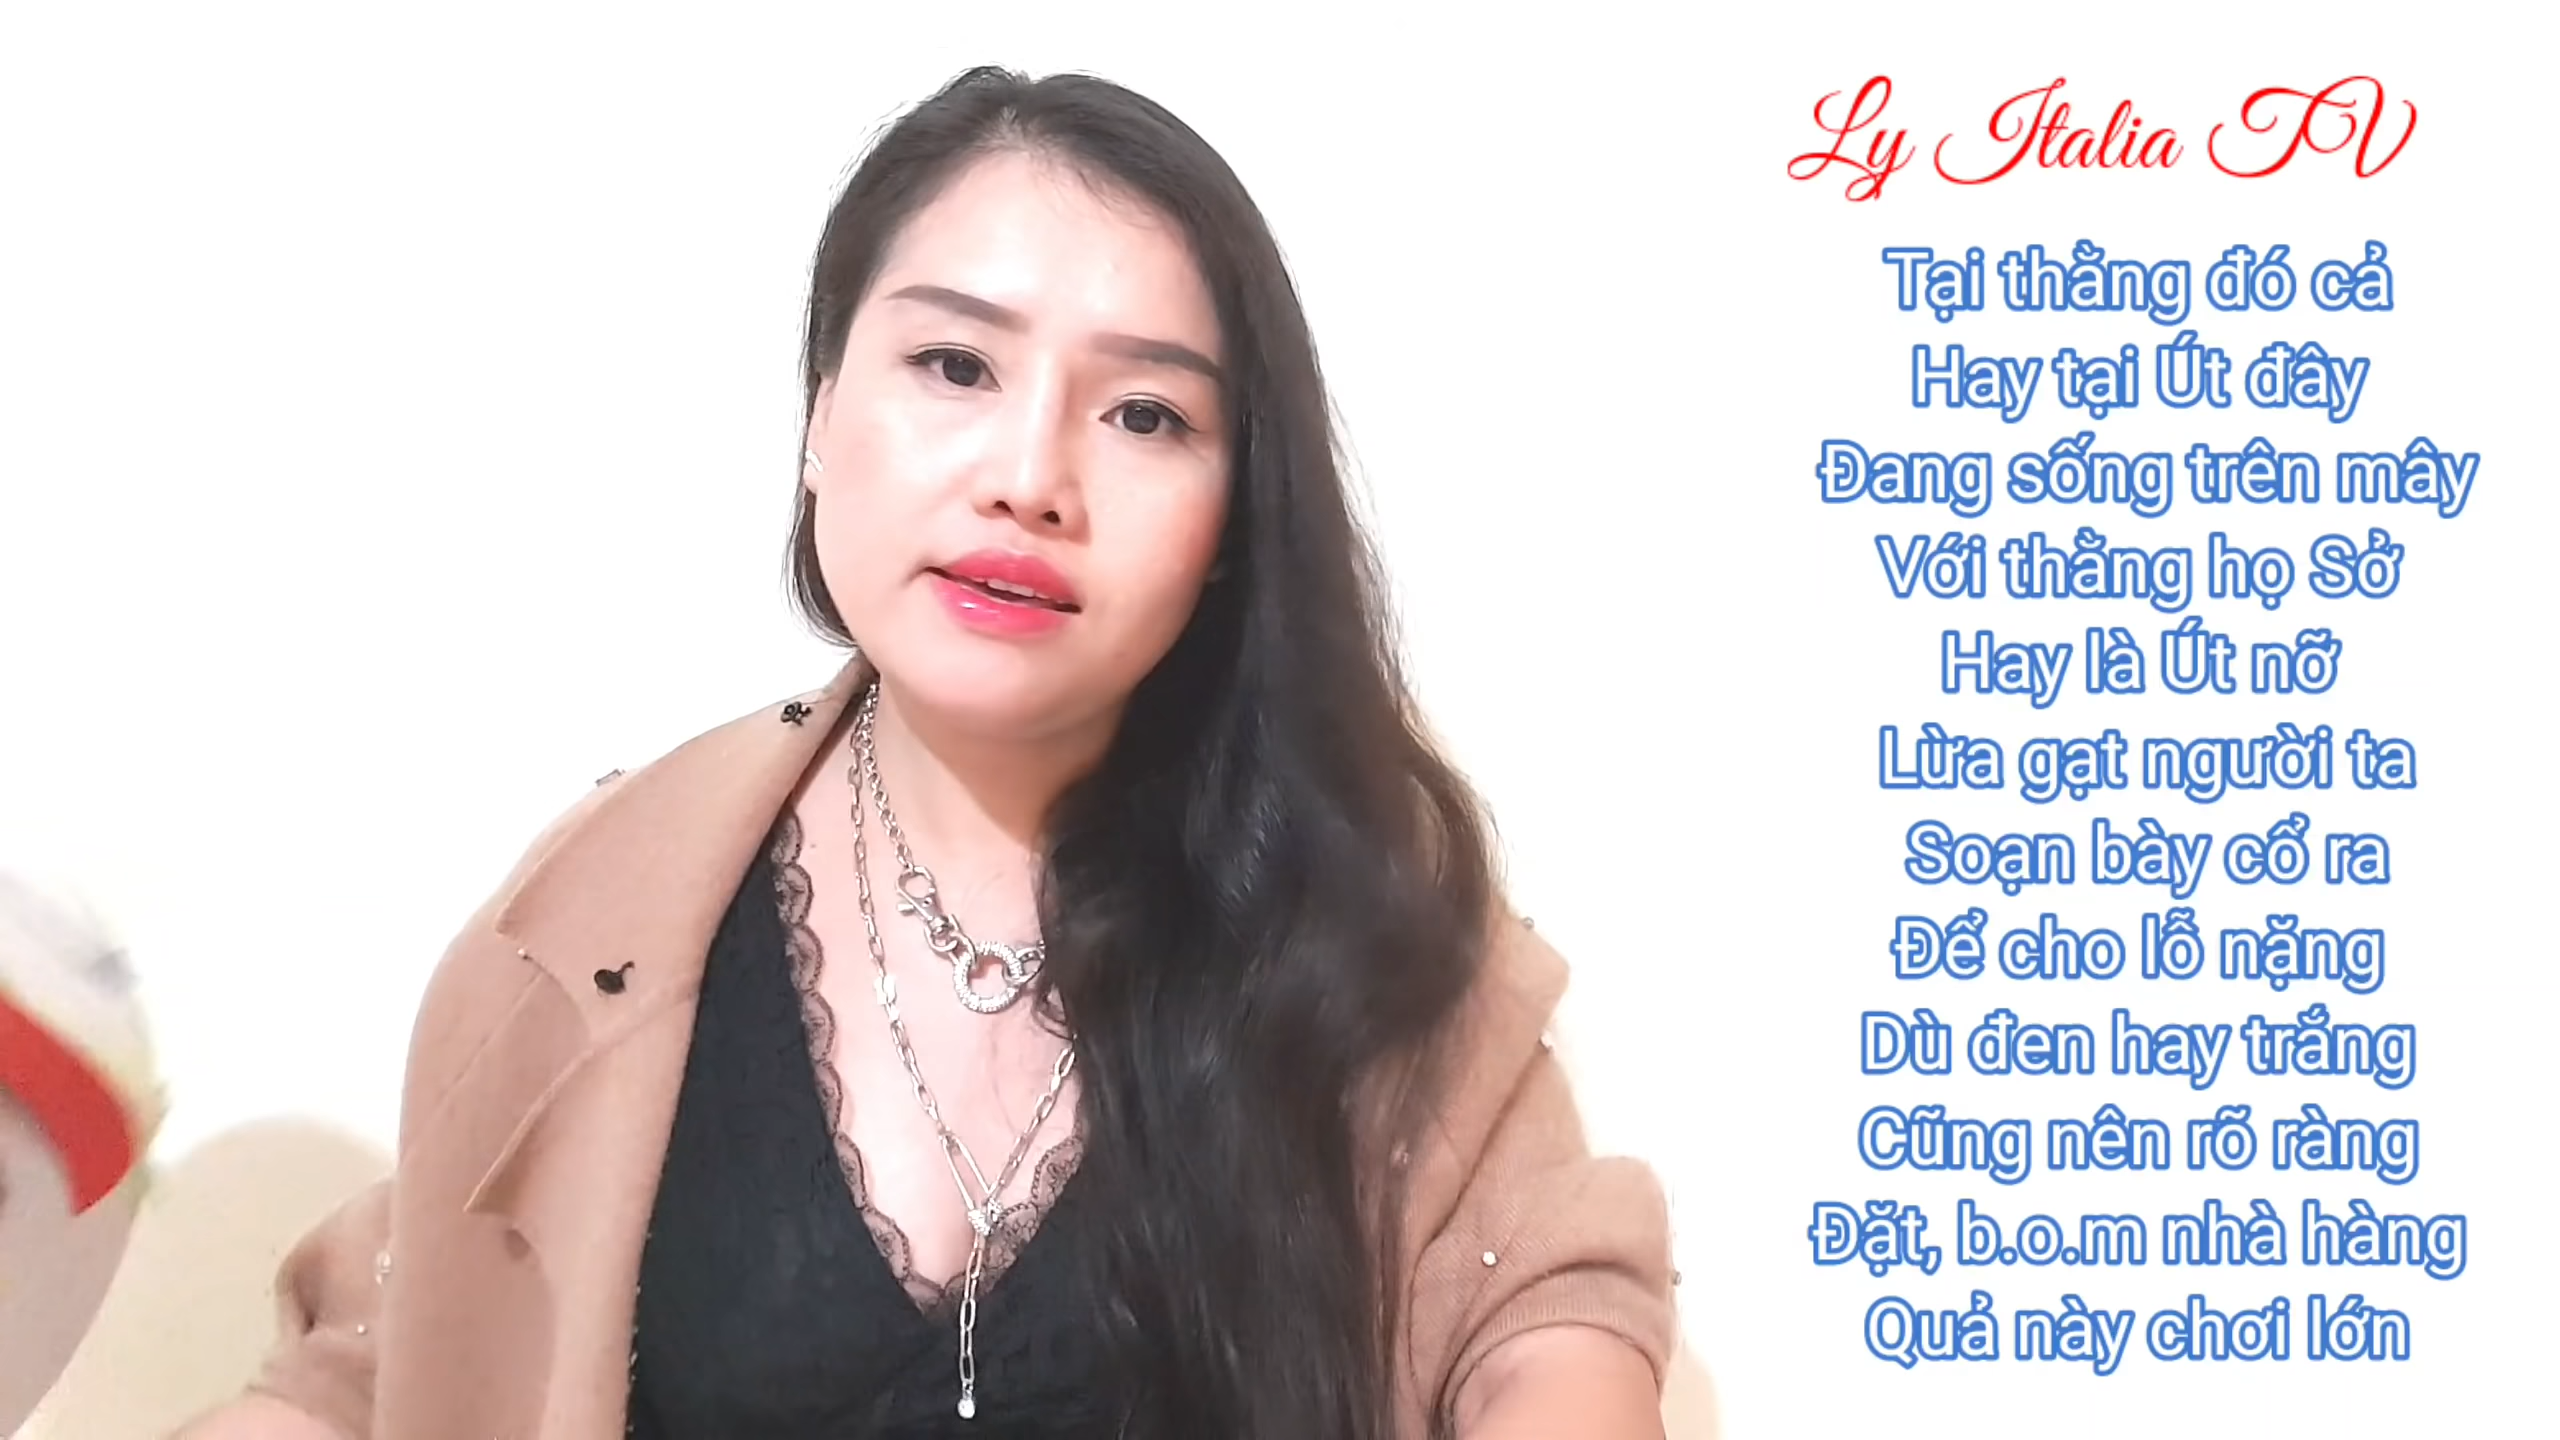 Ly Italia TV
Tại thằng đó cả
Hay tại Út đây
Đang sống trên mây
Với thằng họ Sở
Hay là Út nỡ
Lừa gạt người ta
Soạn bày cổ ra
Để cho lỗ nặng
Dù đen hay trắng
Cũng nên rõ ràng
Đặt, b.o.m nhà hàng
Quả này chơi lớn